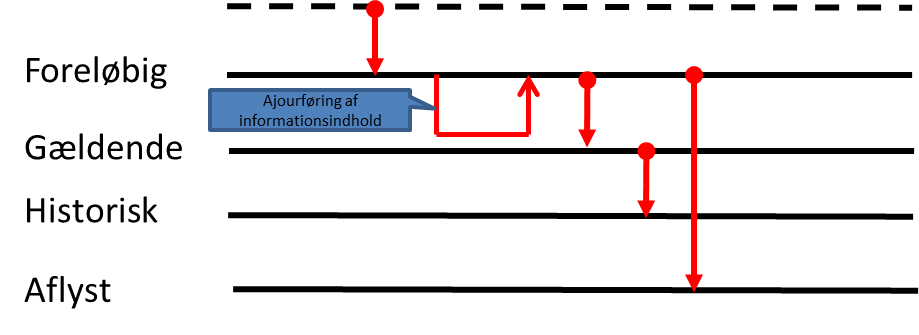 Foreløbig
Ajourføring af
informationsindhold
Gældende
Historisk
Aflyst